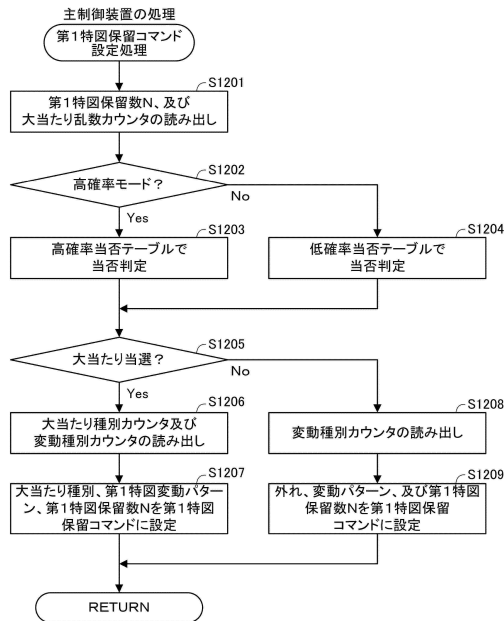 主制御装置の処理
第1特図保留コマンド
設定処理
S1201
第1特図保留数N、及び
大当たり乱数カウンタの読み出し
S1202
高確率モード?
No
Yes
S1203
高確率当否テーブルで
当否判定
S1204
低確率当否テーブルで
当否判定
S1205
大当たり当選?
No
Yes
S1206
大当たり種別カウンタ及び
変動種別カウンタの読み出し
S1208
変動種別カウンタの読み出し
S1207
大当たり種別、第1特図変動パター
ン、第1特図保留数Nを第1特図
保留コマンドに設定
S1209
外れ、変動パターン、及び第1特図
保留数Nを第1特図保留
コマンドに設定
RETURN